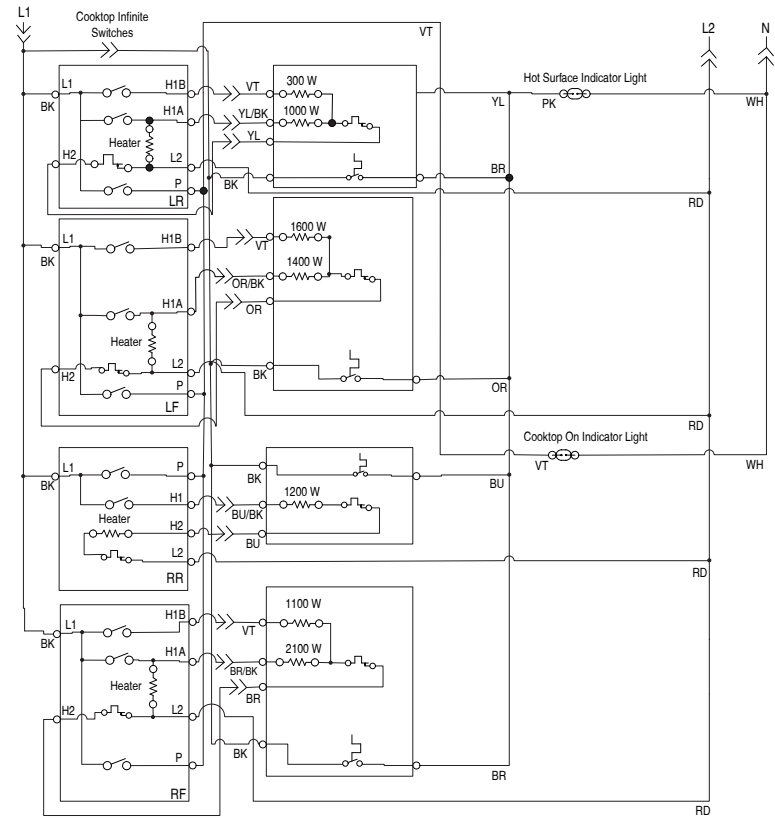 L1
Cooktop Infinite
Switches
VT
L2
N
L1
H1B
VT
300 W
Hot Surface Indicator Light
YL
PK
WH
BK
H1A
YL/BK
1000 W
Heater
YL
H2
L2
BR
P
BK
LR
RD
L1
H1B
VT
1600 W
BK
1400 W
OR/BK
H1A
OR
Heater
H2
L2
BK
P
OR
LF
RD
Cooktop On Indicator Light
VT
WH
L1
P
BK
BK
BU
H1
1200 W
BU/BK
Heater
H2
BU
L2
RR
RD
L1
H1B
1100 W
VT
BK
H1A
2100 W
BR/BK
Heater
BR
H2
L2
BK
P
BR
RF
RD